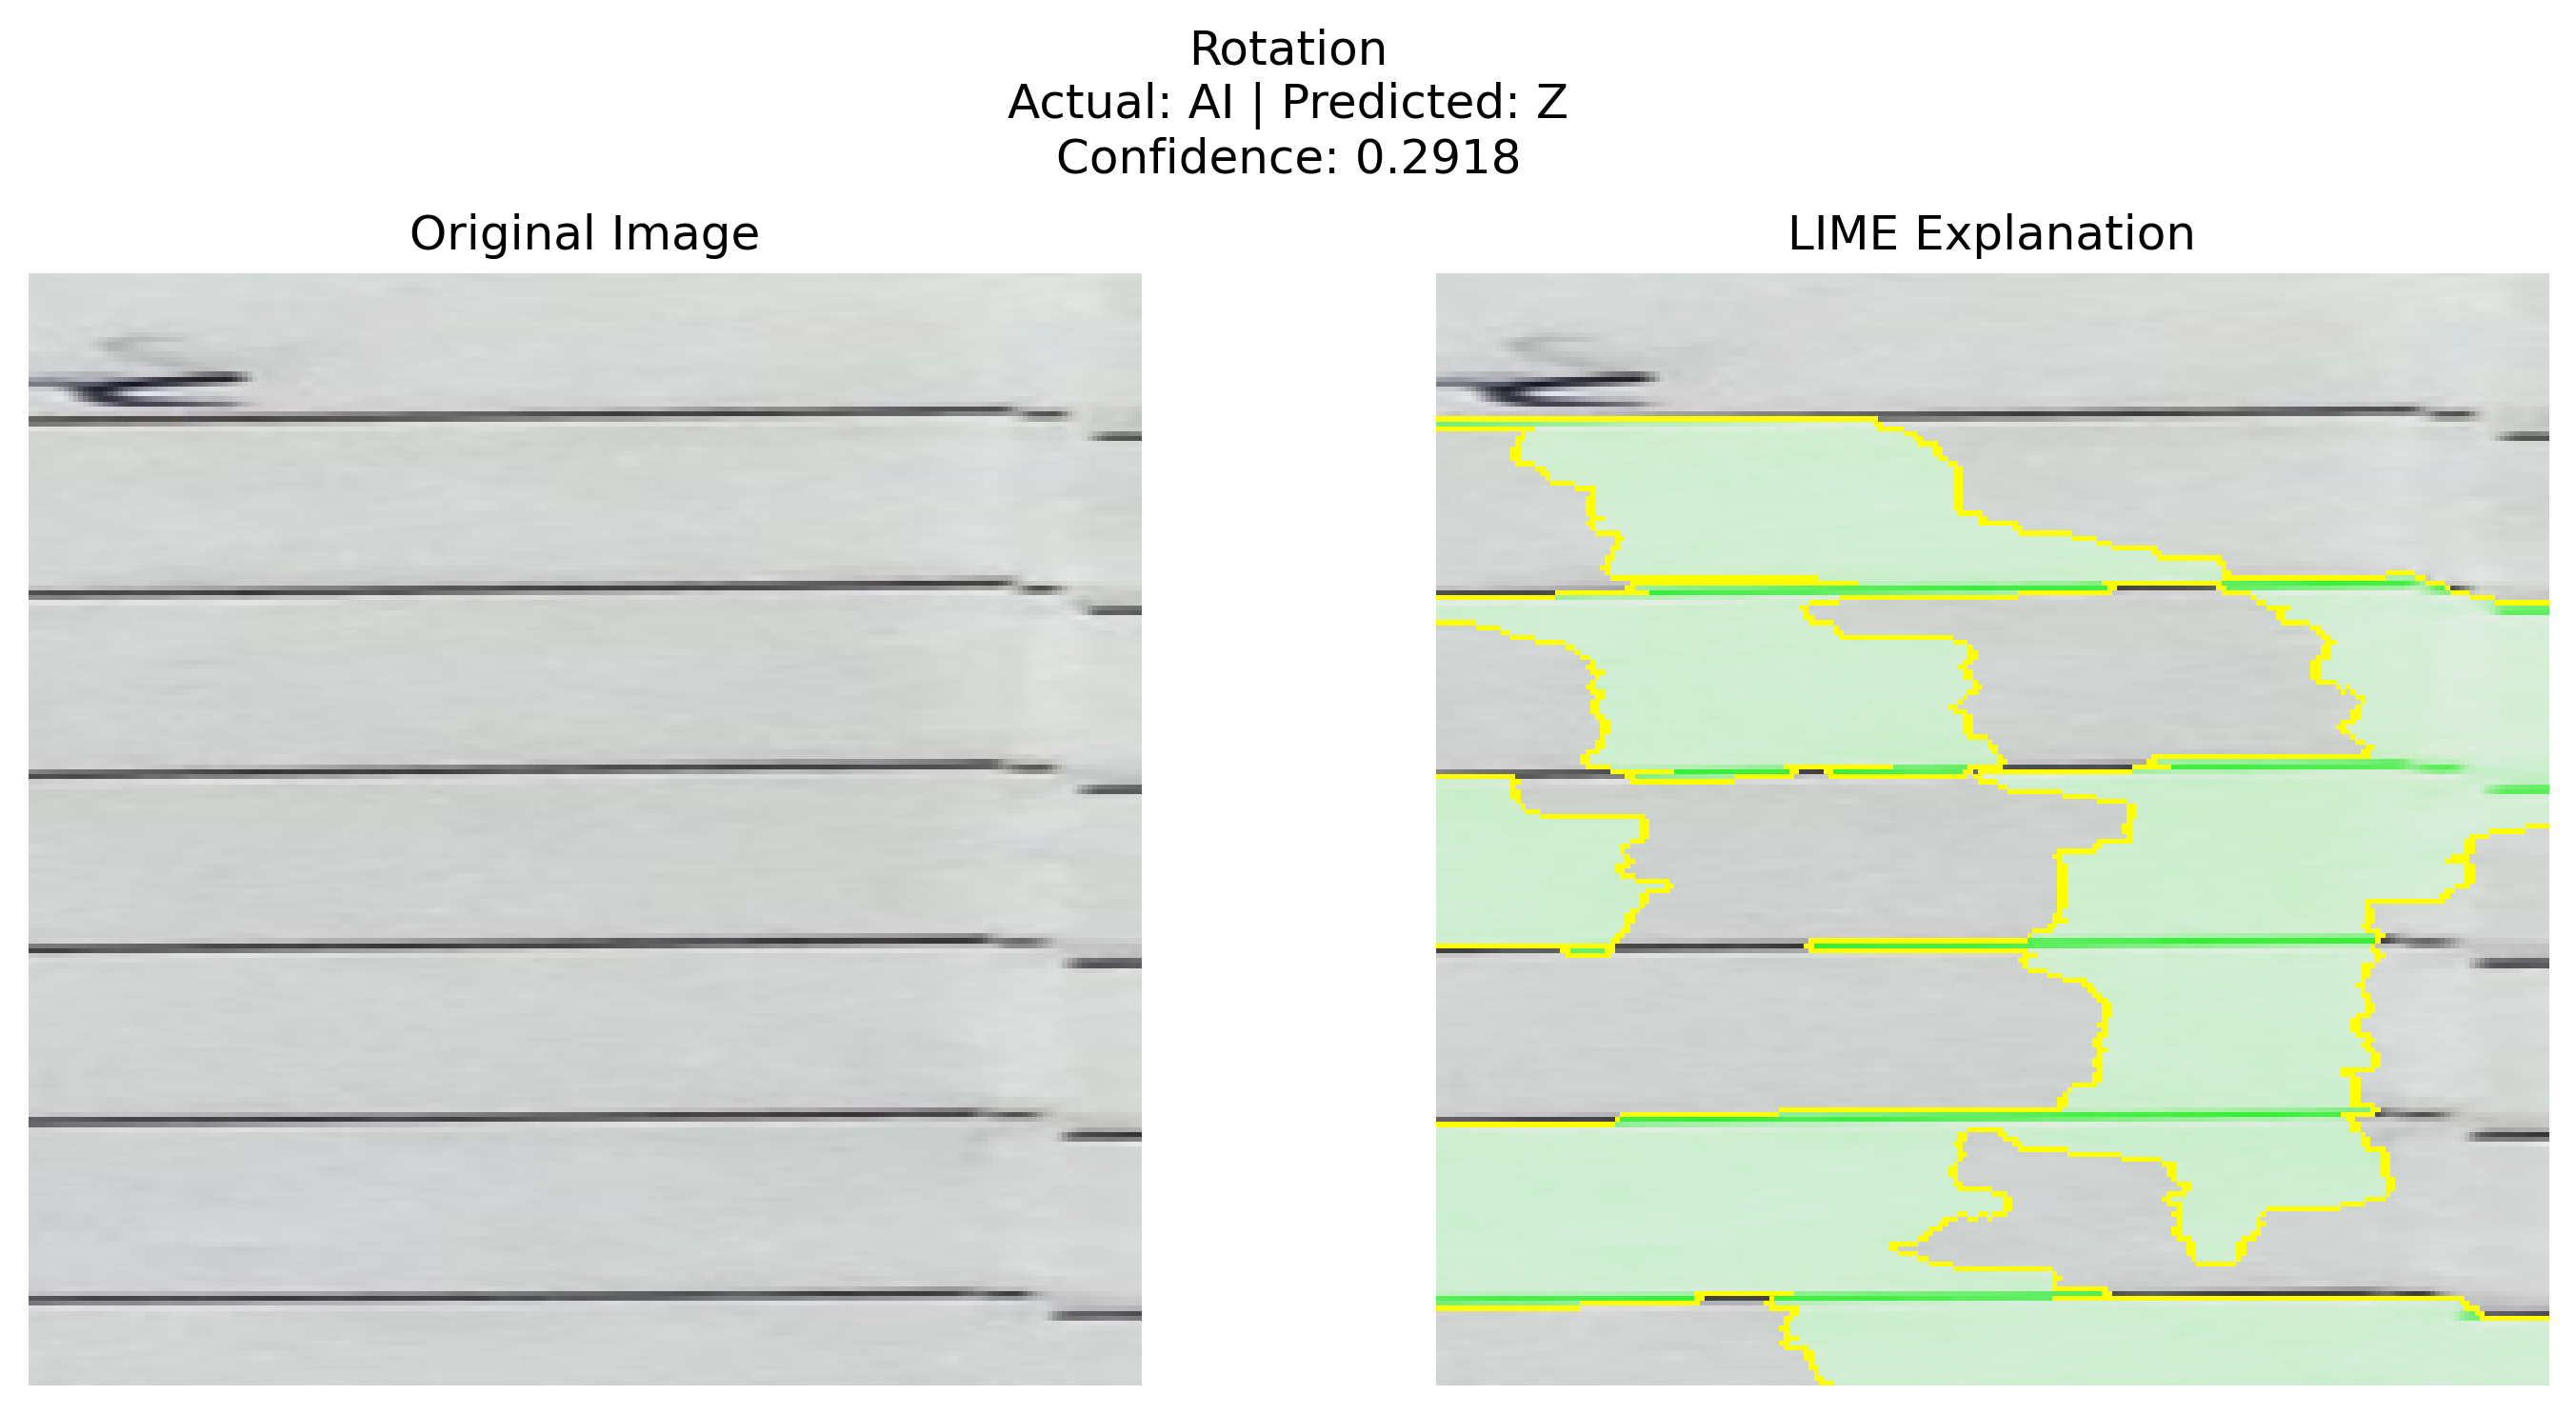 Rotation
Actual: AI | Predicted: Z
Confidence: 0.2918
Original Image
LIME Explanation